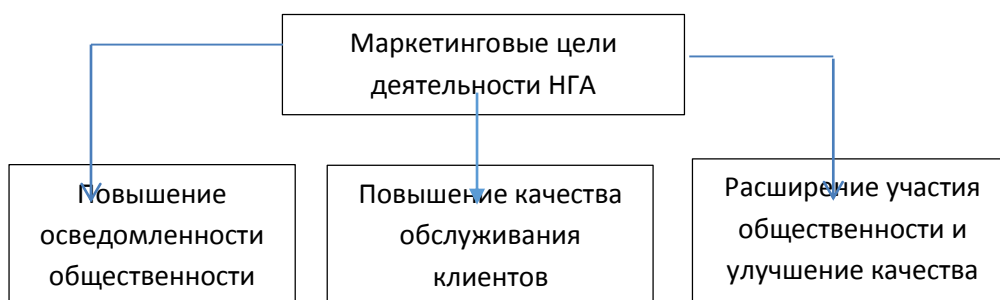 Маркетинговые цели
деятельности НГА
Повышение
осведомленности
общественности
Повышение качества
обслуживания
клиентов
Расширение участия
общественности и
улучшение качества